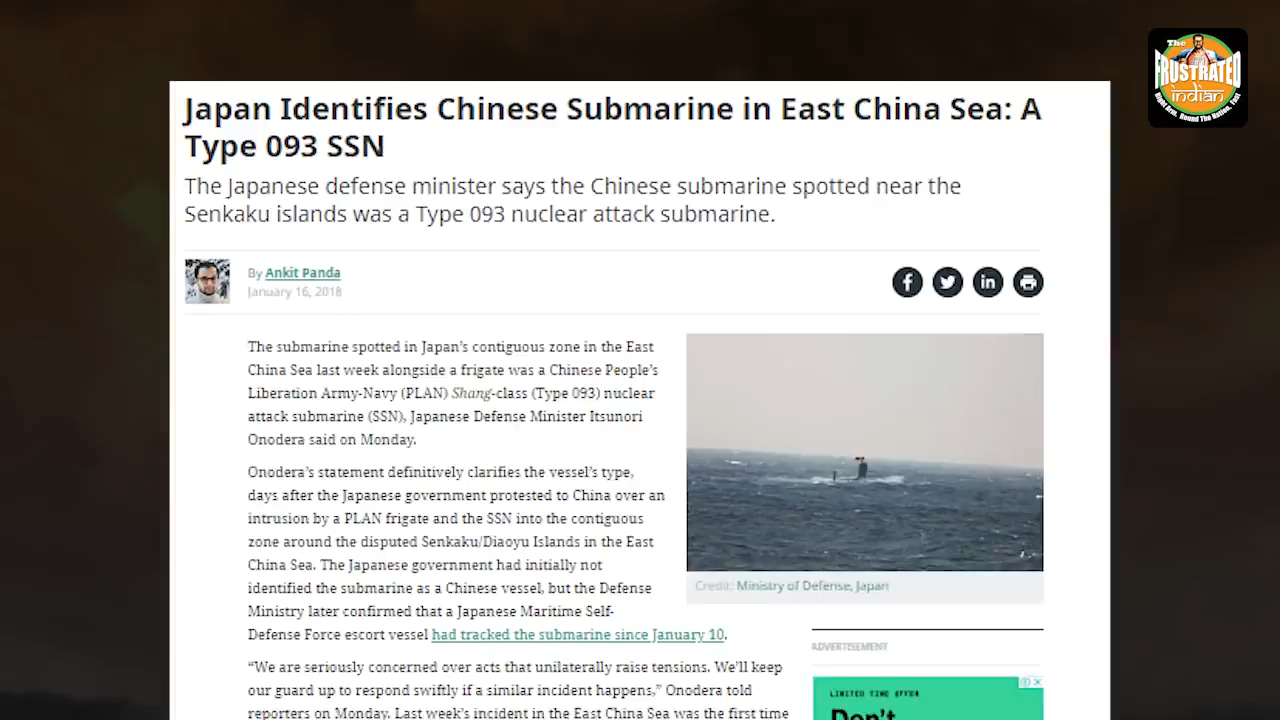 The
FRUSTRATED
indian
Right Arm, Round The Nation, Fast
Japan Identifies Chinese Submarine in East China Sea: A
Type 093 SSN
The Japanese defense minister says the Chinese submarine spotted near the
Senkaku islands was a Type 093 nuclear attack submarine.
By Ankit Panda
January 16, 2018
The submarine spotted in Japan’s contiguous zone in the East
China Sea last week alongside a frigate was a Chinese People’s
Liberation Army-Navy (PLAN) Shang-class (Type 093) nuclear
attack submarine (SSN), Japanese Defense Minister Itsunori
Onodera said on Monday.
Onodera’s statement definitively clarifies the vessel’s type,
days after the Japanese government protested to China over an
intrusion by a PLAN frigate and the SSN into the contiguous
zone around the disputed Senkaku/Diaoyu Islands in the East
China Sea. The Japanese government had initially not
identified the submarine as a Chinese vessel, but the Defense
Ministry later confirmed that a Japanese Maritime Self-
Defense Force escort vessel had tracked the submarine since January 10.
“We are seriously concerned over acts that unilaterally raise tensions. We’ll keep
our guard up to respond swiftly if a similar incident happens,” Onodera told
reporters on Monday. Last week’s incident in the East China Sea was the first time
Credit: Ministry of Defense, Japan
ADVERTISEMENT
LIMITED TIME OFFER
Don't